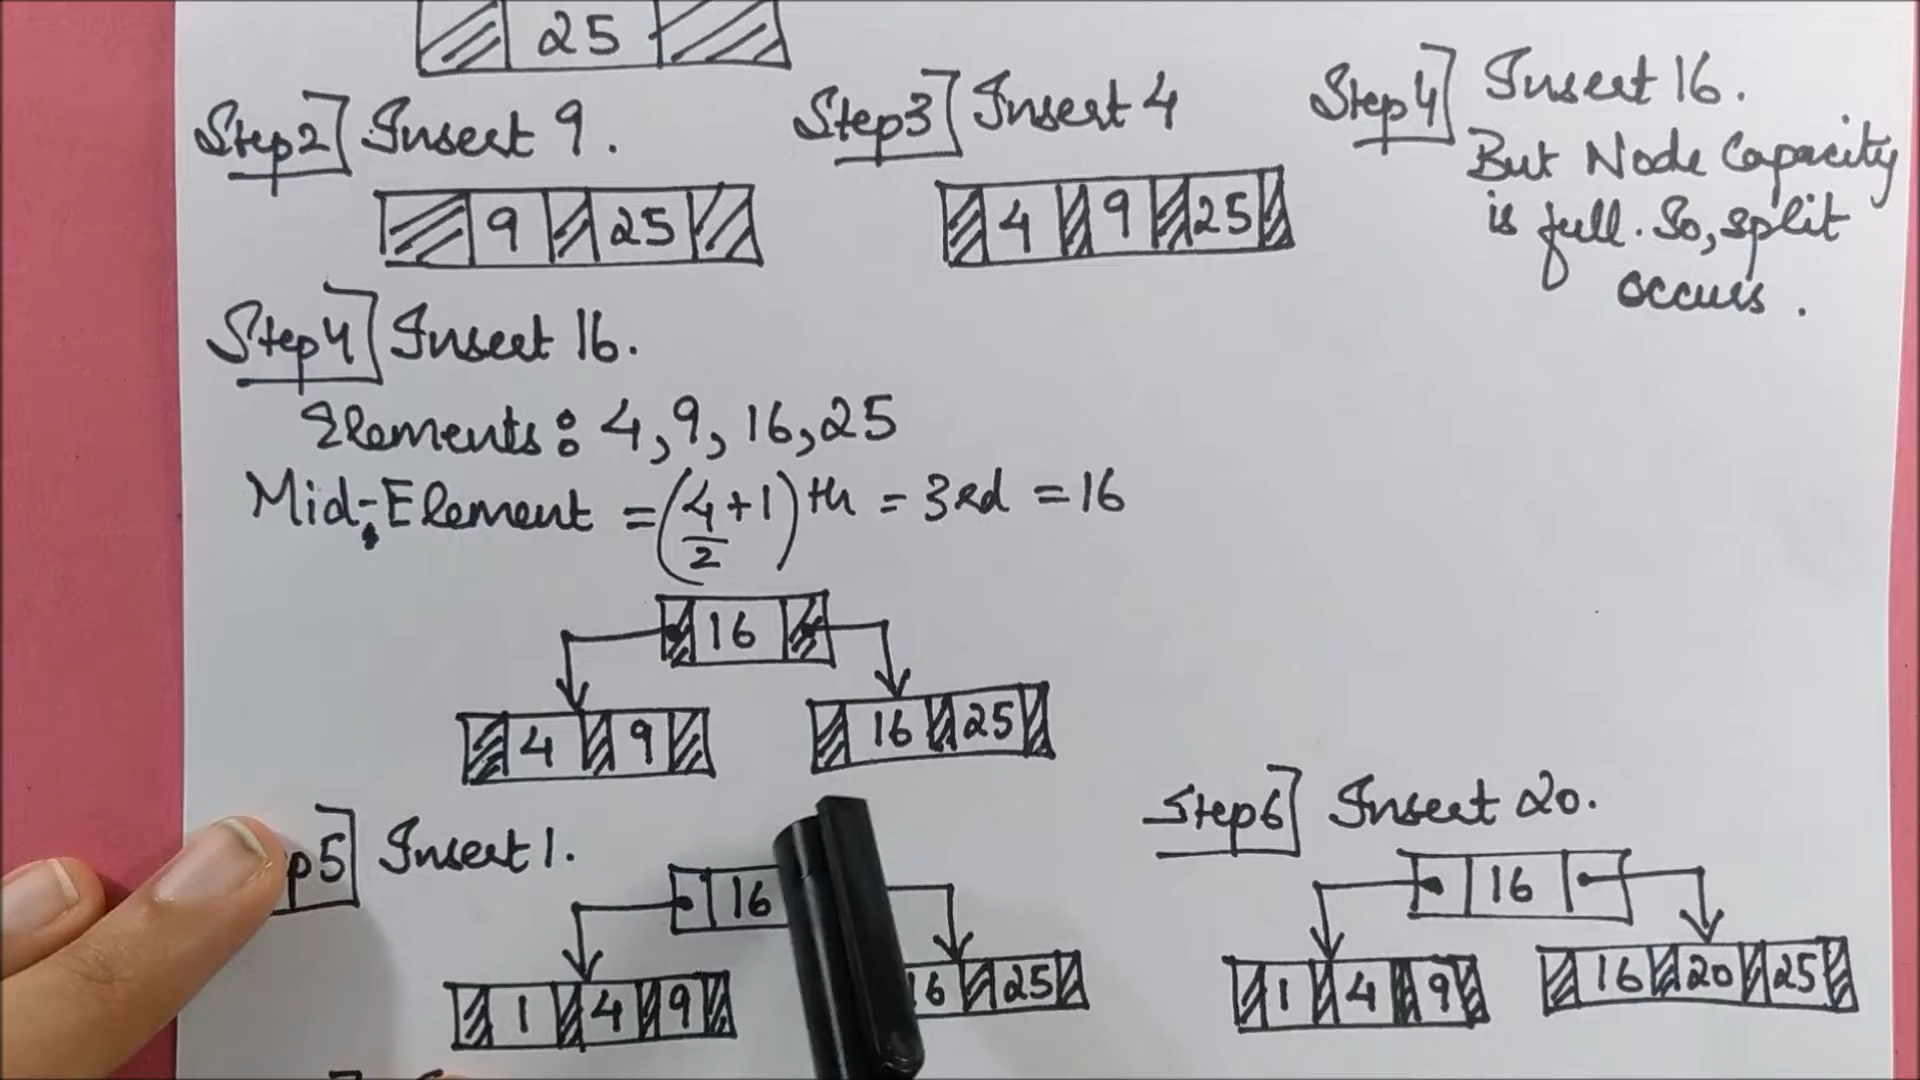 25
Step2] Insert 9.
9 25
Step3] Insert 4
4 9 25
Step4] Insert 16.
But Node Capacity
is full. So, split
occurs.
Step4] Insert 16.
Elements: 4, 9, 16, 25
Mid-Element = (4/2 + 1)th = 3rd = 16
16
4 9 16 25
p5] Insert 1.
16
1 4 9 16 25
Step6] Insert 20.
16
1 4 9 16 20 25